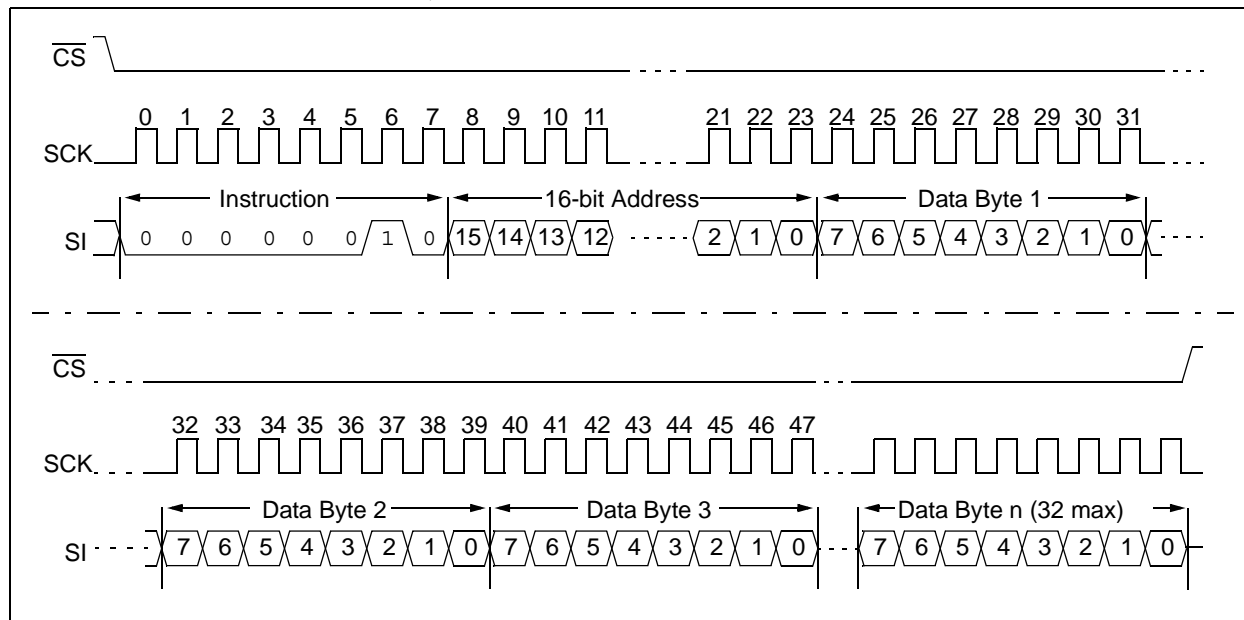 CS
0 1 2 3 4 5 6 7 8 9 10 11 21 22 23 24 25 26 27 28 29 30 31
SCK
Instruction 16-bit Address Data Byte 1
SI 0 0 0 0 0 0 1 0 15 14 13 12 2 1 0 7 6 5 4 3 2 1 0
CS
32 33 34 35 36 37 38 39 40 41 42 43 44 45 46 47
SCK
Data Byte 2 Data Byte 3 Data Byte n (32 max)
SI 7 6 5 4 3 2 1 0 7 6 5 4 3 2 1 0 7 6 5 4 3 2 1 0